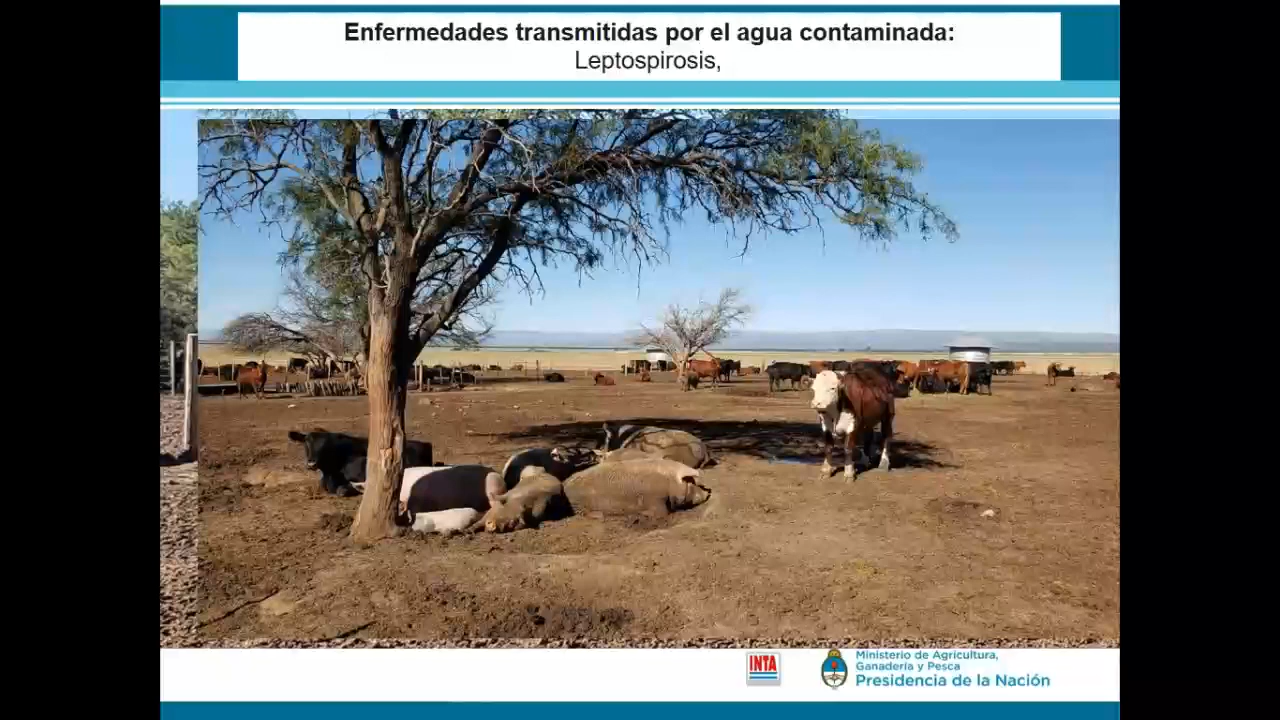 Enfermedades transmitidas por el agua contaminada:
Leptospirosis,
INTA
Ministerio de Agricultura,
Ganadería y Pesca
Presidencia de la Nación